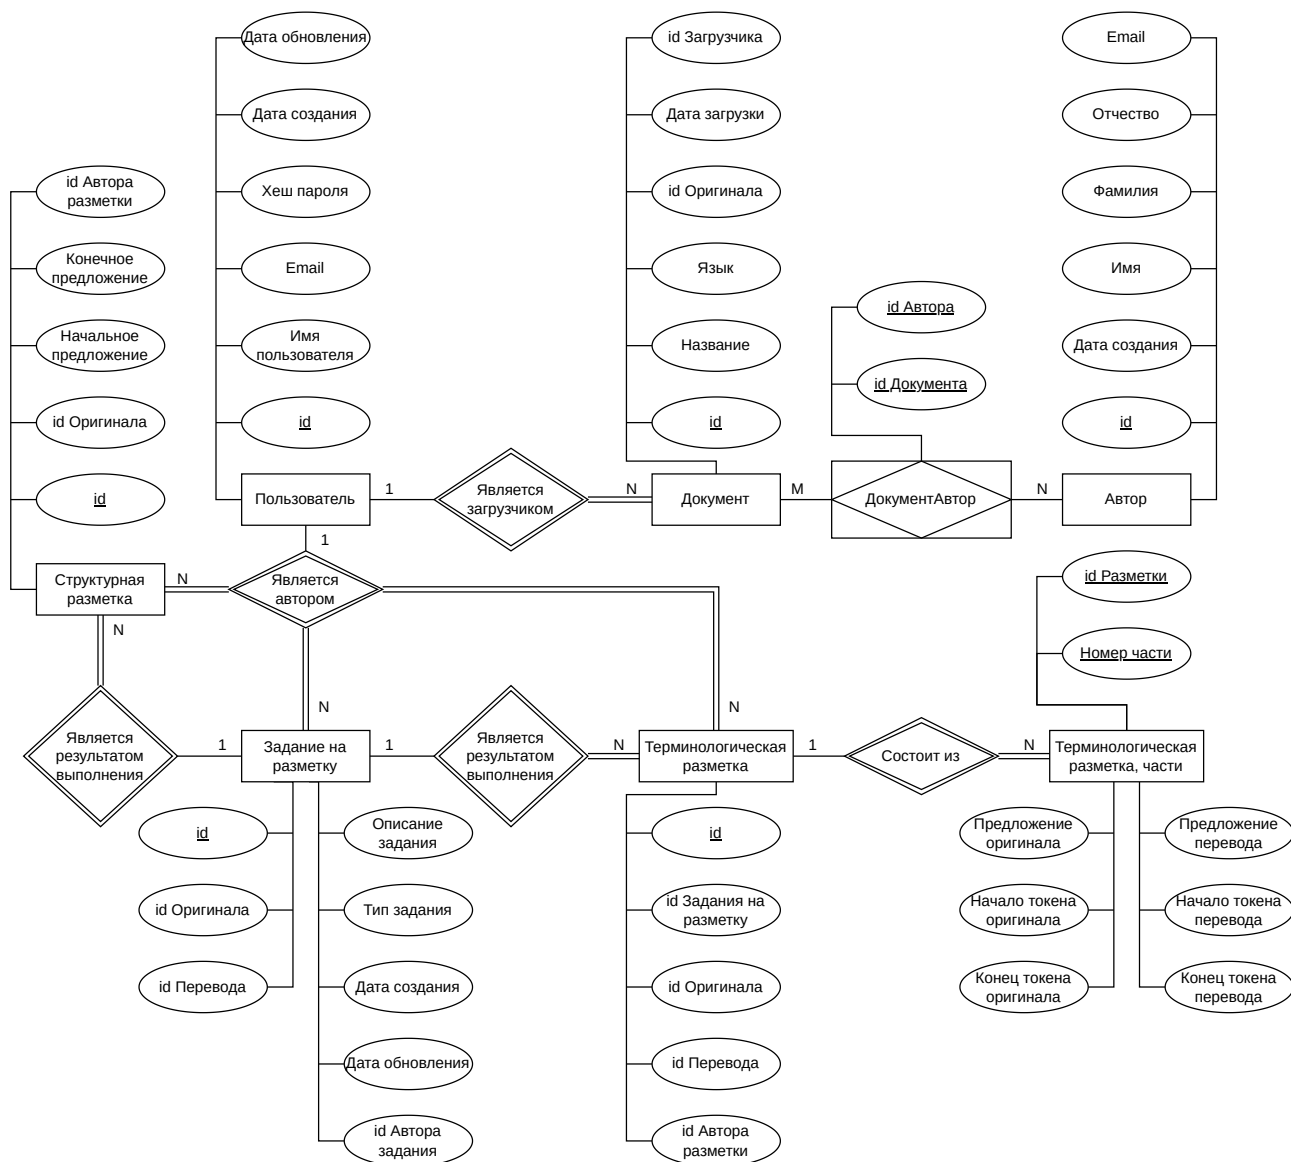 Дата обновления
id Загрузчика
Email
Дата создания
Дата загрузки
Отчество
id Автора
разметки
Хеш пароля
id Оригинала
Фамилия
Конечное
предложение
Email
Язык
Имя
id Автора
Начальное
предложение
Имя
пользователя
Название
Дата создания
id Документа
id Оригинала
id
id
id
id
Пользователь
1
Является
загрузчиком
N
Документ
M
ДокументАвтор
N
Автор
1
Структурная
разметка
N
Является
автором
id Разметки
N
Номер части
N
N
Является
результатом
выполнения
1
Задание на
разметку
1
Является
результатом
выполнения
N
Терминологическая
разметка
1
Состоит из
N
Терминологическая
разметка, части
id
Описание
задания
id
Предложение
оригинала
Предложение
перевода
id Оригинала
Тип задания
id Задания на
разметку
Начало токена
оригинала
Начало токена
перевода
id Перевода
Дата создания
id Оригинала
Конец токена
оригинала
Конец токена
перевода
Дата обновления
id Перевода
id Автора
задания
id Автора
разметки